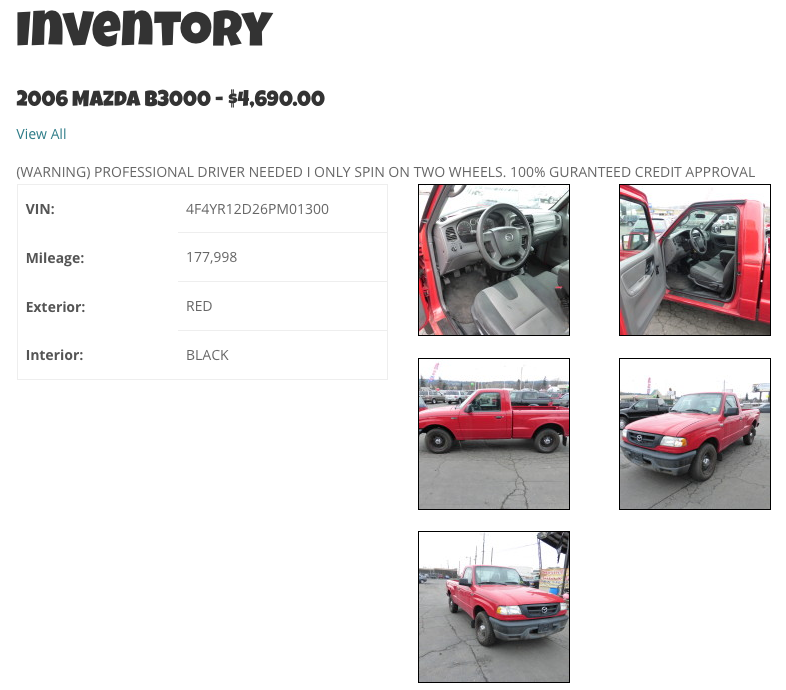 Inventory
2006 Mazda B3000 - $4,690.00
View All
(WARNING) PROFESSIONAL DRIVER NEEDED I ONLY SPIN ON TWO WHEELS. 100% GURANTEED CREDIT APPROVAL
VIN: 4F4YR12D26PM01300
Mileage: 177,998
Exterior: RED
Interior: BLACK